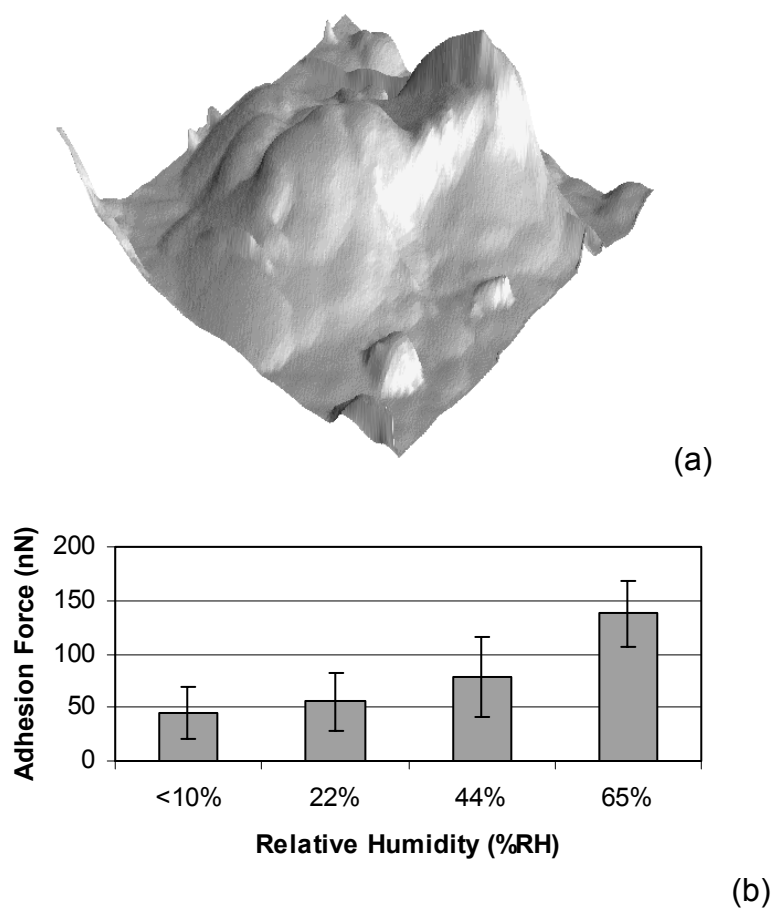 (a)
200
150
100
50
0
Adhesion Force (nN)
<10% 22% 44% 65%
Relative Humidity (%RH)
(b)